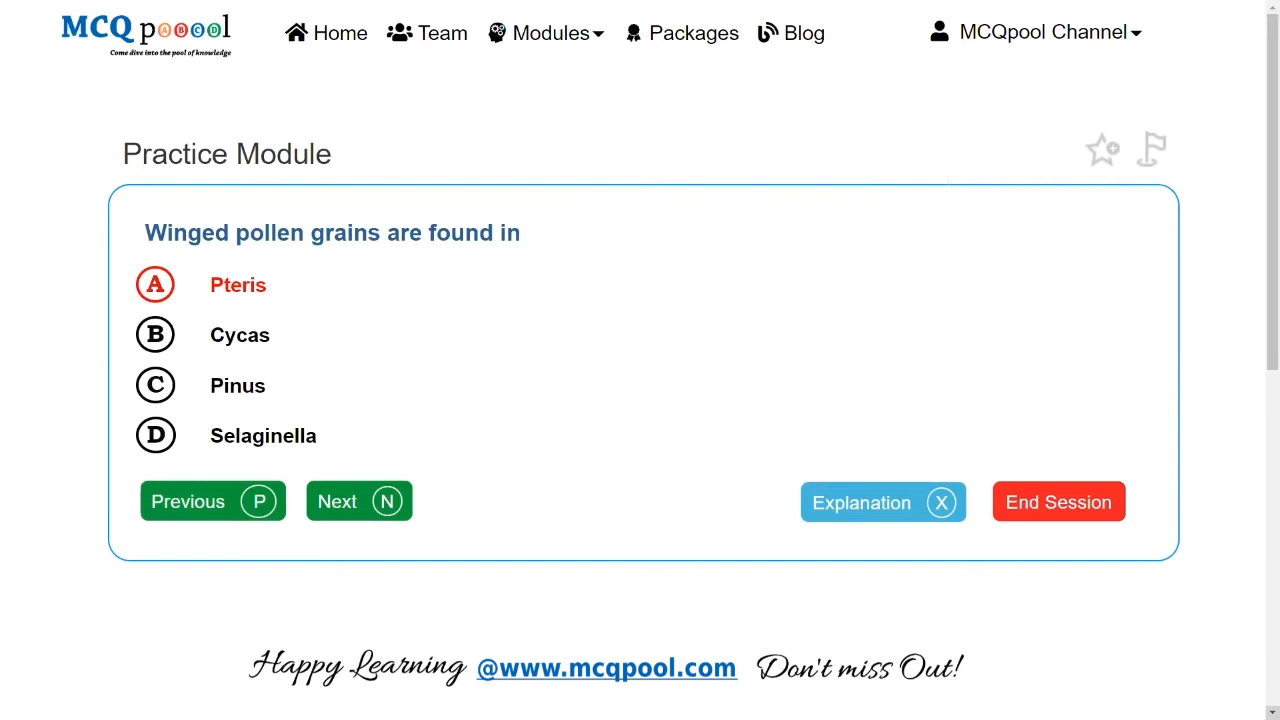 MCQ pABCDl
Come dive into the pool of knowledge
Home Team Modules Packages Blog MCQpool Channel
Practice Module
Winged pollen grains are found in
A Pteris
B Cycas
C Pinus
D Selaginella
Previous P Next N Explanation X End Session
Happy Learning @www.mcqpool.com Don't miss Out!